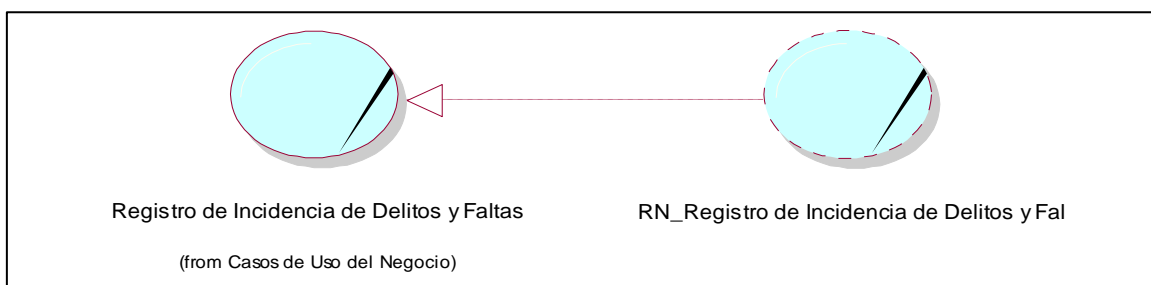 Registro de Incidencia de Delitos y Faltas
RN_Registro de Incidencia de Delitos y Fal
(from Casos de Uso del Negocio)